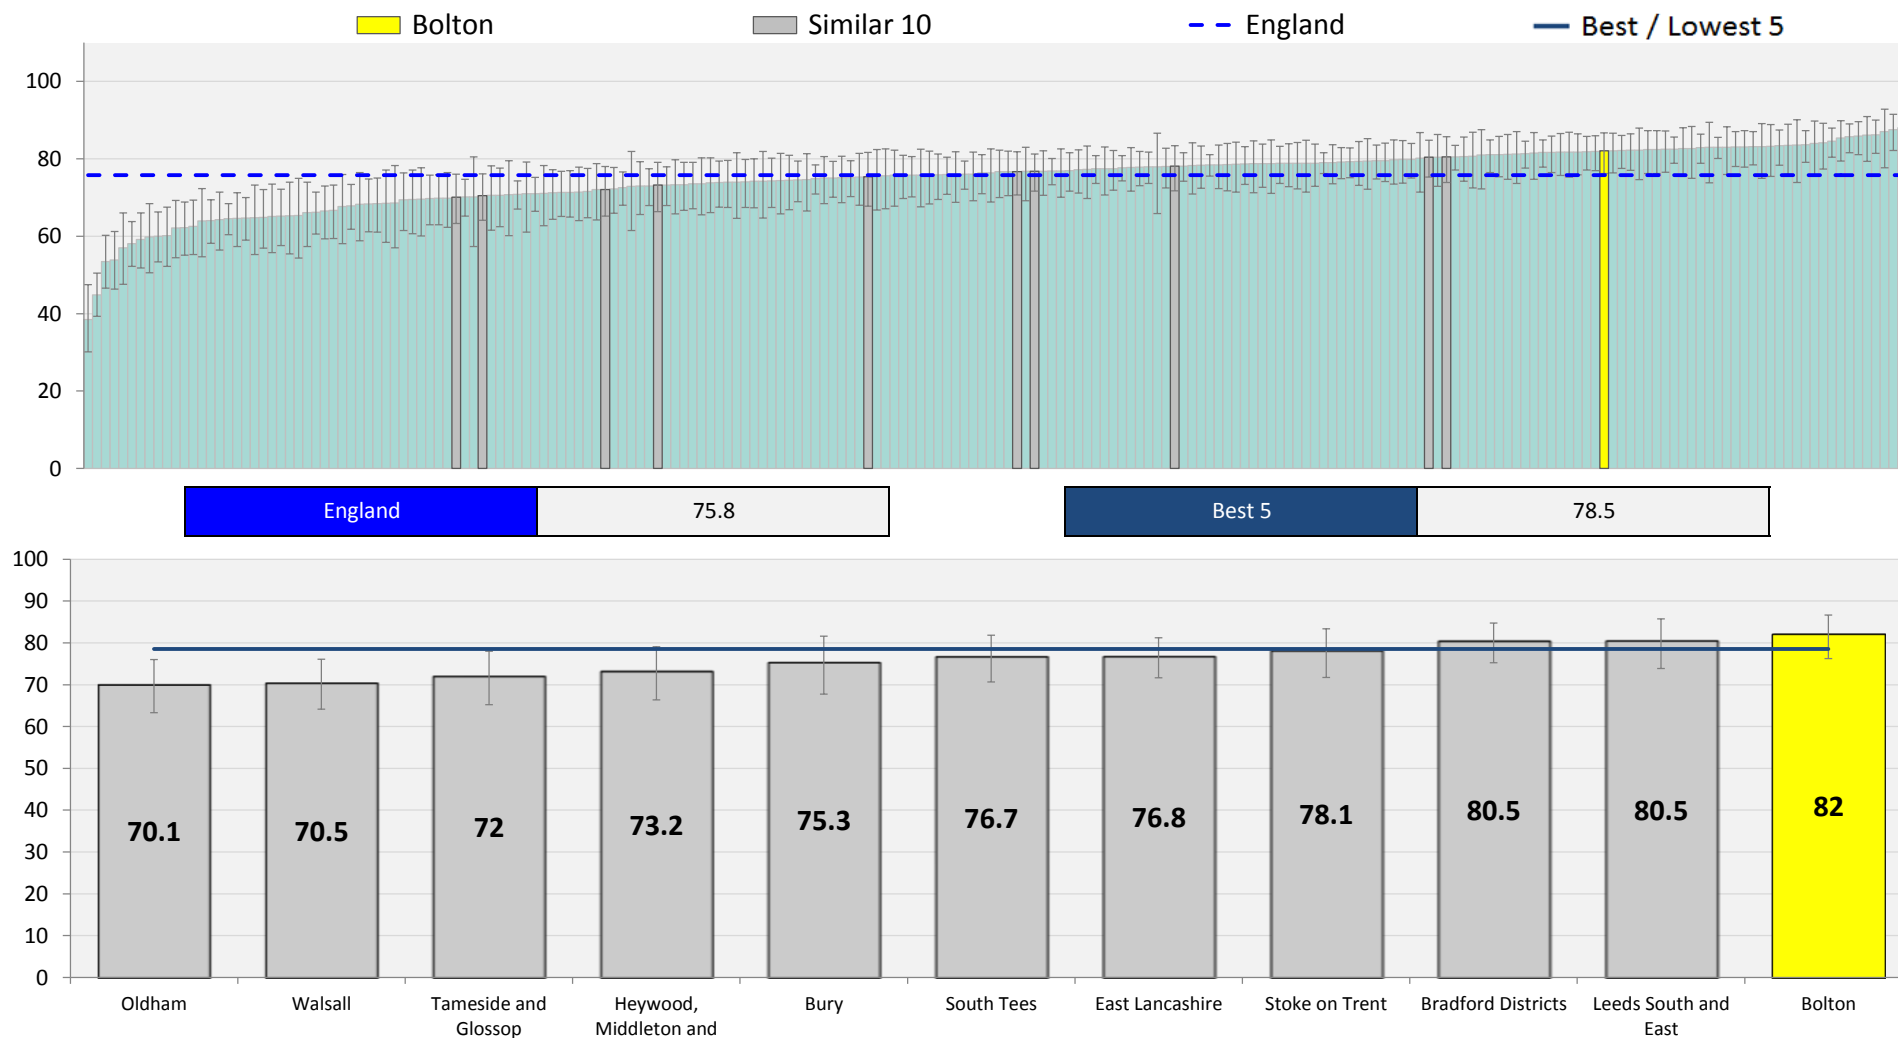 Bolton
Similar 10
England
Best / Lowest 5
100
80
60
40
20
0
England
75.8
Best 5
78.5
100
90
80
70
60
50
40
30
20
10
0
70.1
70.5
72
73.2
75.3
76.7
76.8
78.1
80.5
80.5
82
Oldham
Walsall
Tameside and
Glossop
Heywood,
Middleton and
Bury
South Tees
East Lancashire
Stoke on Trent
Bradford Districts
Leeds South and
East
Bolton